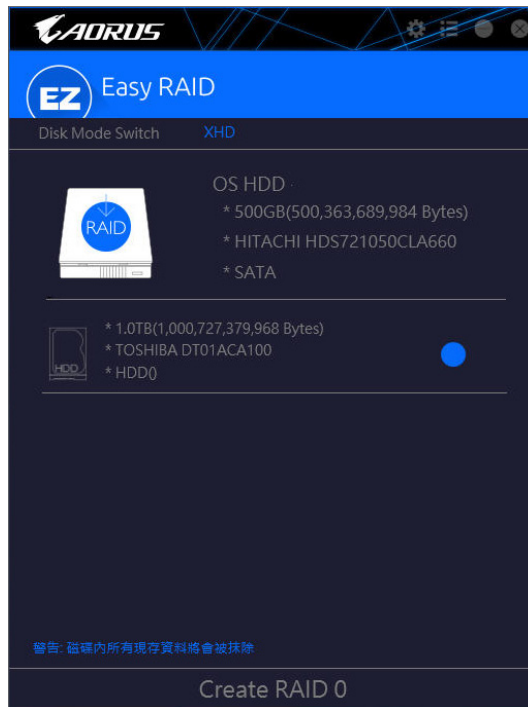 AORUS
EZ Easy RAID
Disk Mode Switch XHD
RAID
OS HDD
* 500GB(500,363,689,984 Bytes)
* HITACHI HDS721050CLA660
* SATA
HDD
* 1.0TB(1,000,727,379,968 Bytes)
* TOSHIBA DT01ACA100
* HDD()
警告: 磁碟內所有現存資料將會被抹除
Create RAID 0